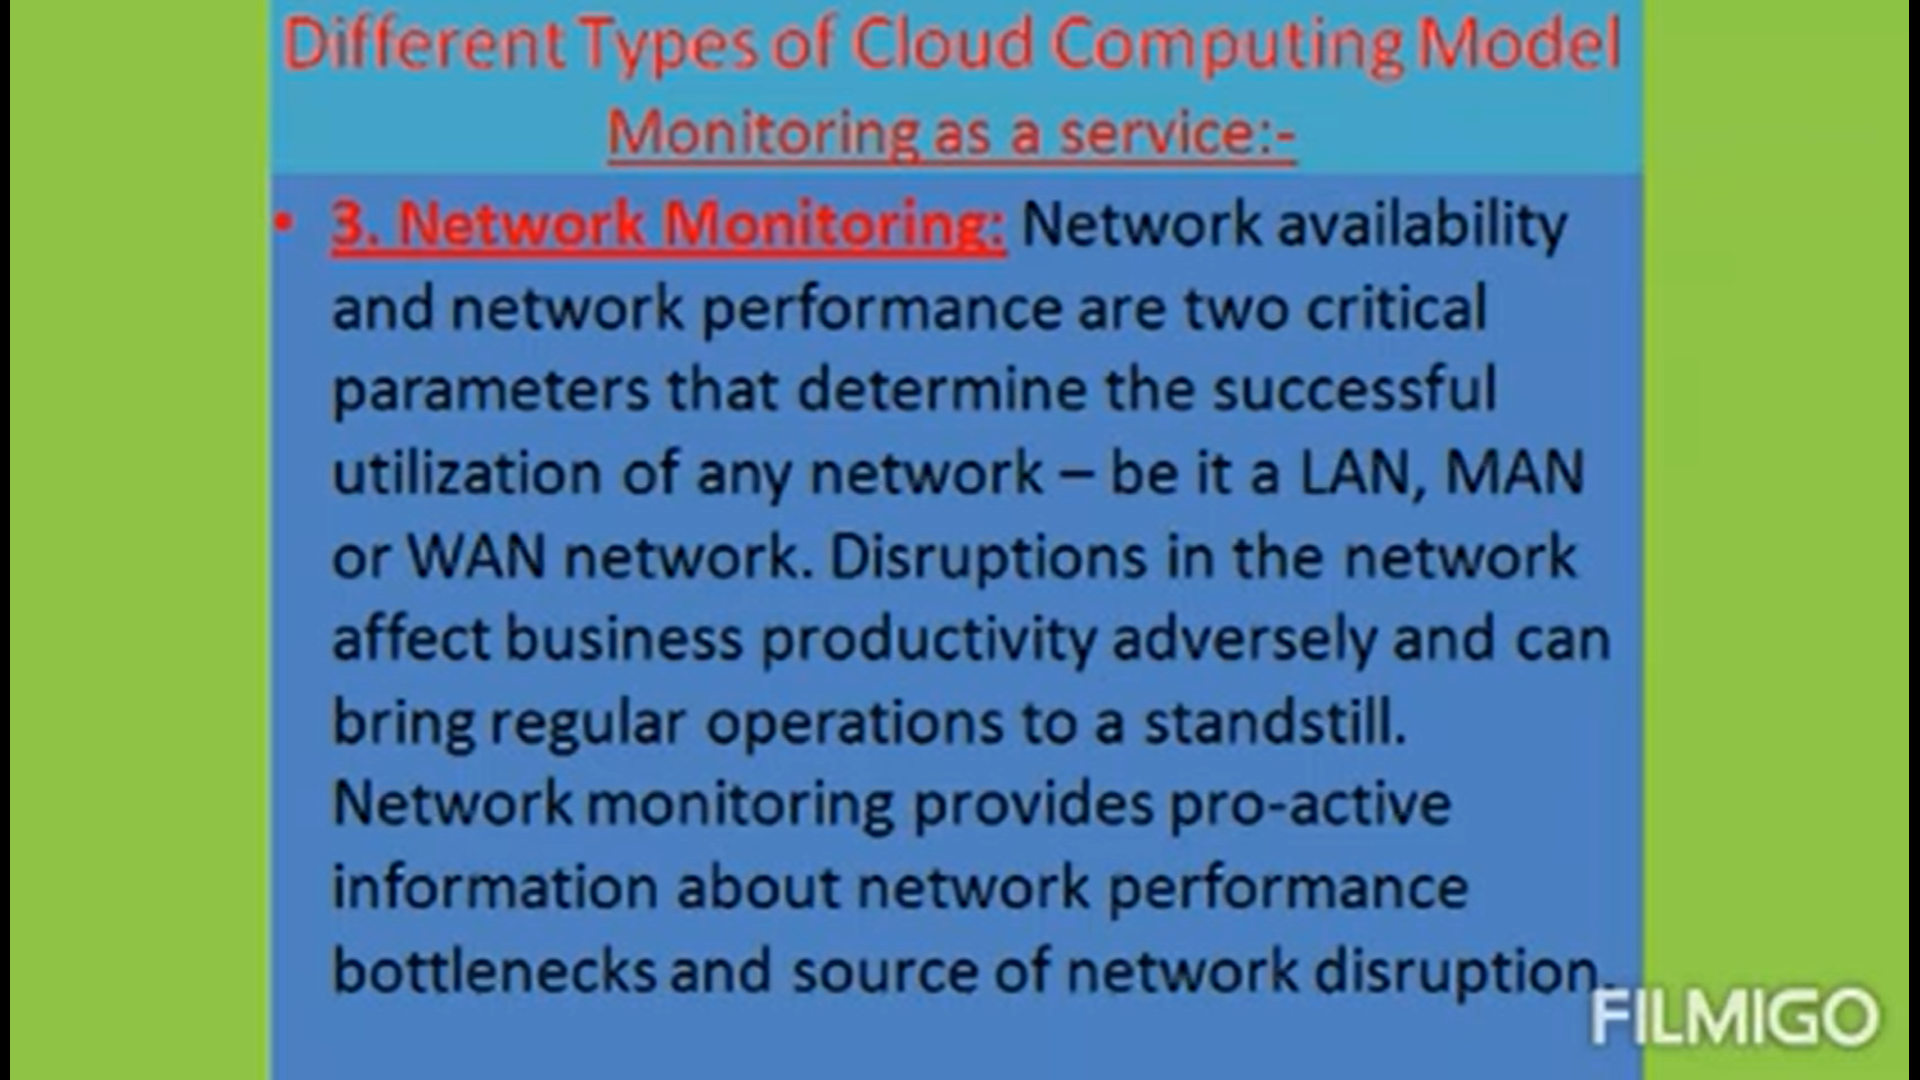 Different Types of Cloud Computing Model
Monitoring as a service:-
• 3. Network Monitoring: Network availability
and network performance are two critical
parameters that determine the successful
utilization of any network – be it a LAN, MAN
or WAN network. Disruptions in the network
affect business productivity adversely and can
bring regular operations to a standstill.
Network monitoring provides pro-active
information about network performance
bottlenecks and source of network disruption.
FILMIGO